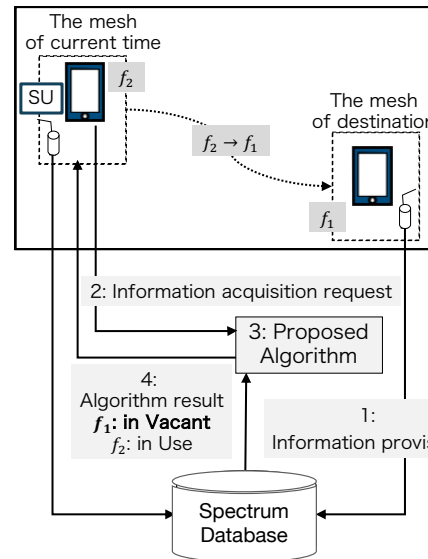 The mesh
of current time
SU
f₂
The mesh
of destination
f₂ → f₁
f₁
2: Information acquisition request
3: Proposed
Algorithm
4:
Algorithm result
f₁: in Vacant
f₂: in Use
1:
Information provis
Spectrum
Database